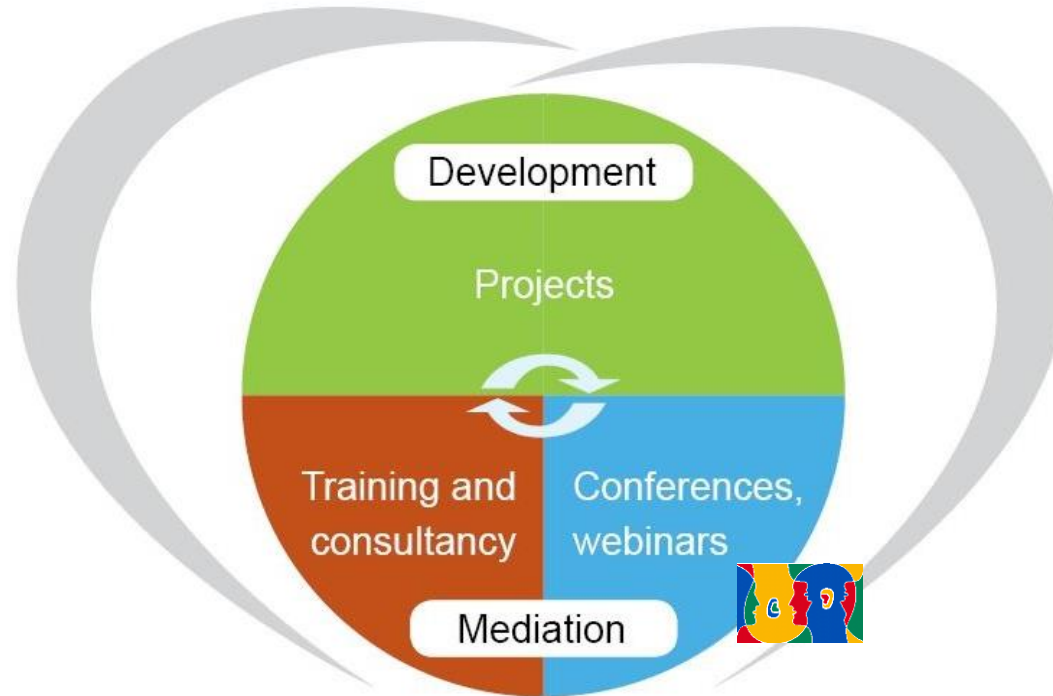 Development
Projects
Training and
consultancy
Conferences,
webinars
Mediation